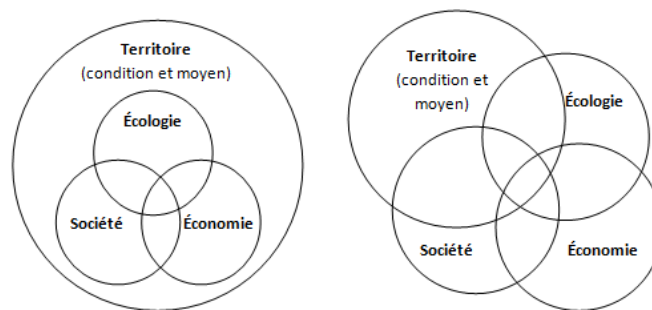 Territoire
(condition et moyen)
Écologie
Société
Économie
Territoire
(condition et
moyen)
Écologie
Société
Économie